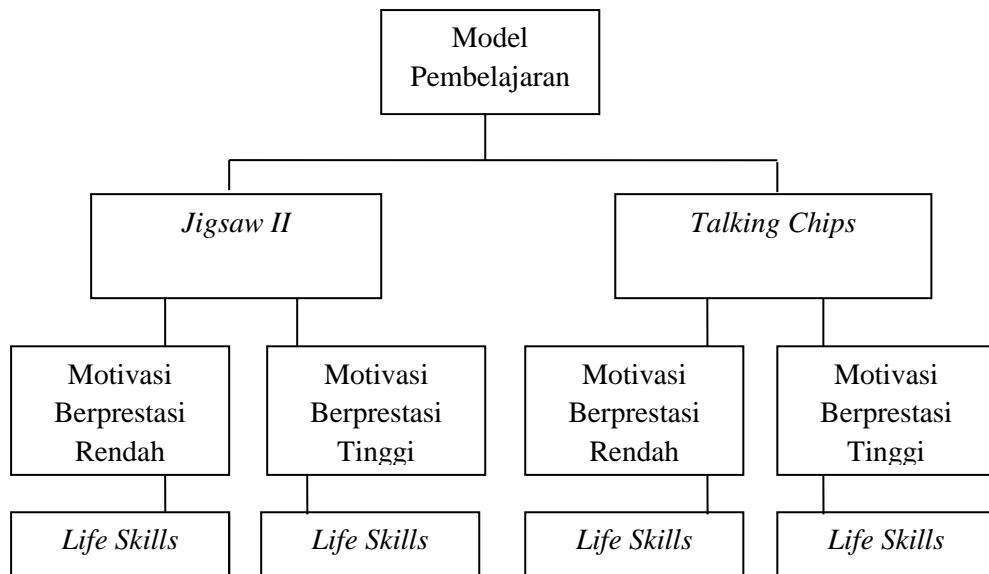 Model
Pembelajaran
Jigsaw II
Talking Chips
Motivasi
Berprestasi
Rendah
Motivasi
Berprestasi
Tinggi
Motivasi
Berprestasi
Rendah
Motivasi
Berprestasi
Tinggi
Life Skills
Life Skills
Life Skills
Life Skills